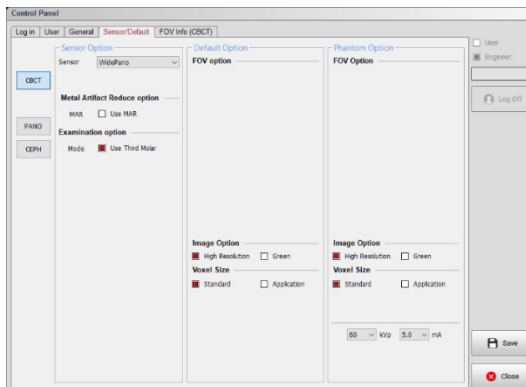 Control Panel
Log in User General Sensor/Default FOV Info (CBCT)
Sensor Option
Sensor WidePano
CBCT
Metal Artifact Reduce option
MAR Use MAR
PANO
Examination option
CEPH
Mode Use Third Molar
Default Option
FOV option
Image Option
High Resolution Green
Voxel Size
Standard Application
Phantom Option
FOV Option
Image Option
High Resolution Green
Voxel Size
Standard Application
60 kVp 5.0 mA
User
Engineer
Log Off
Save
Close